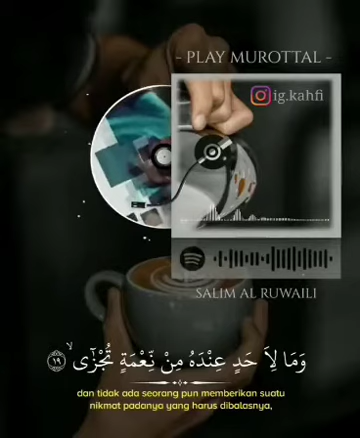 - PLAY MUROTTAL -
ig.kahfi
SALIM AL RUWAILI
وَمَا لِاَ حَدٍ عِنْدَهٗ مِنْ نِّعْمَةٍ تُجْزٰۤى ۙ ١٩
dan tidak ada seorang pun memberikan suatu
nikmat padanya yang harus dibalasnya,